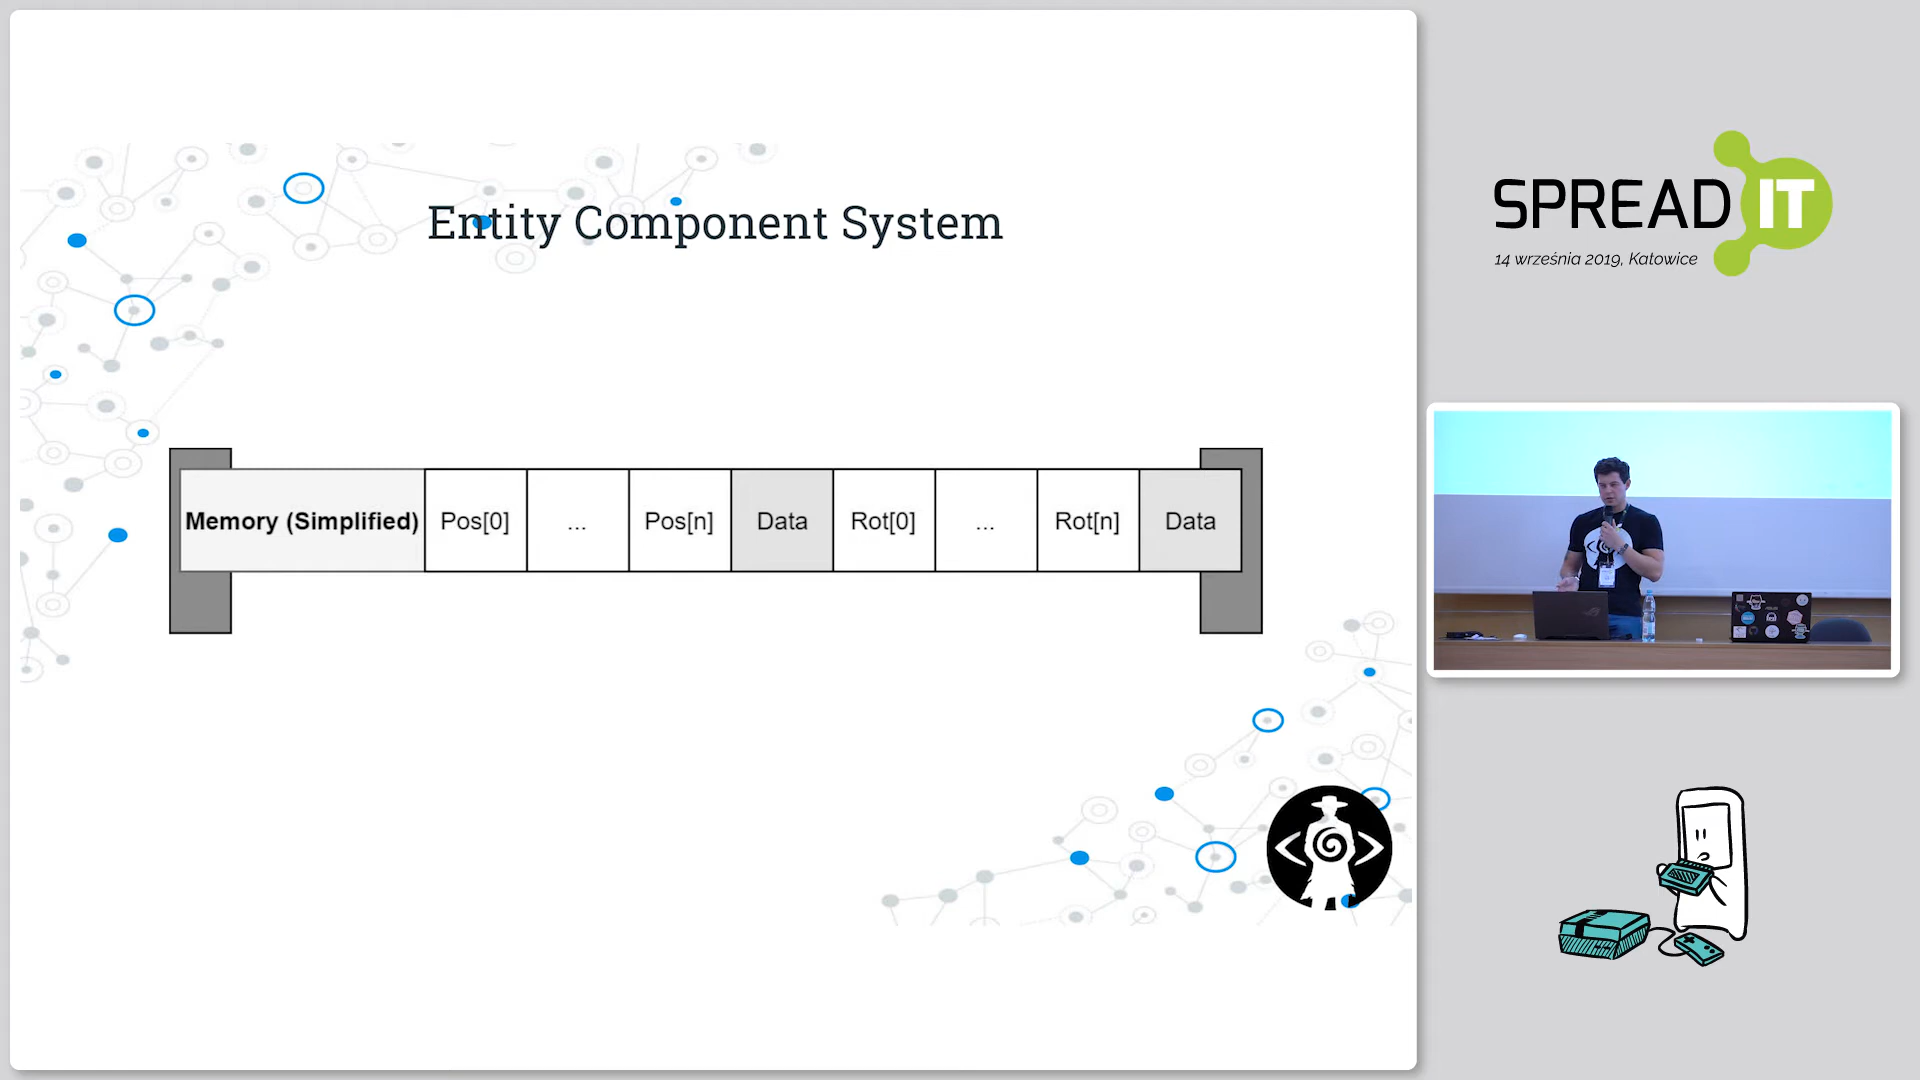 Entity Component System
Memory (Simplified) Pos[0] ... Pos[n] Data Rot[0] ... Rot[n] Data
SPREAD IT
14 września 2019, Katowice